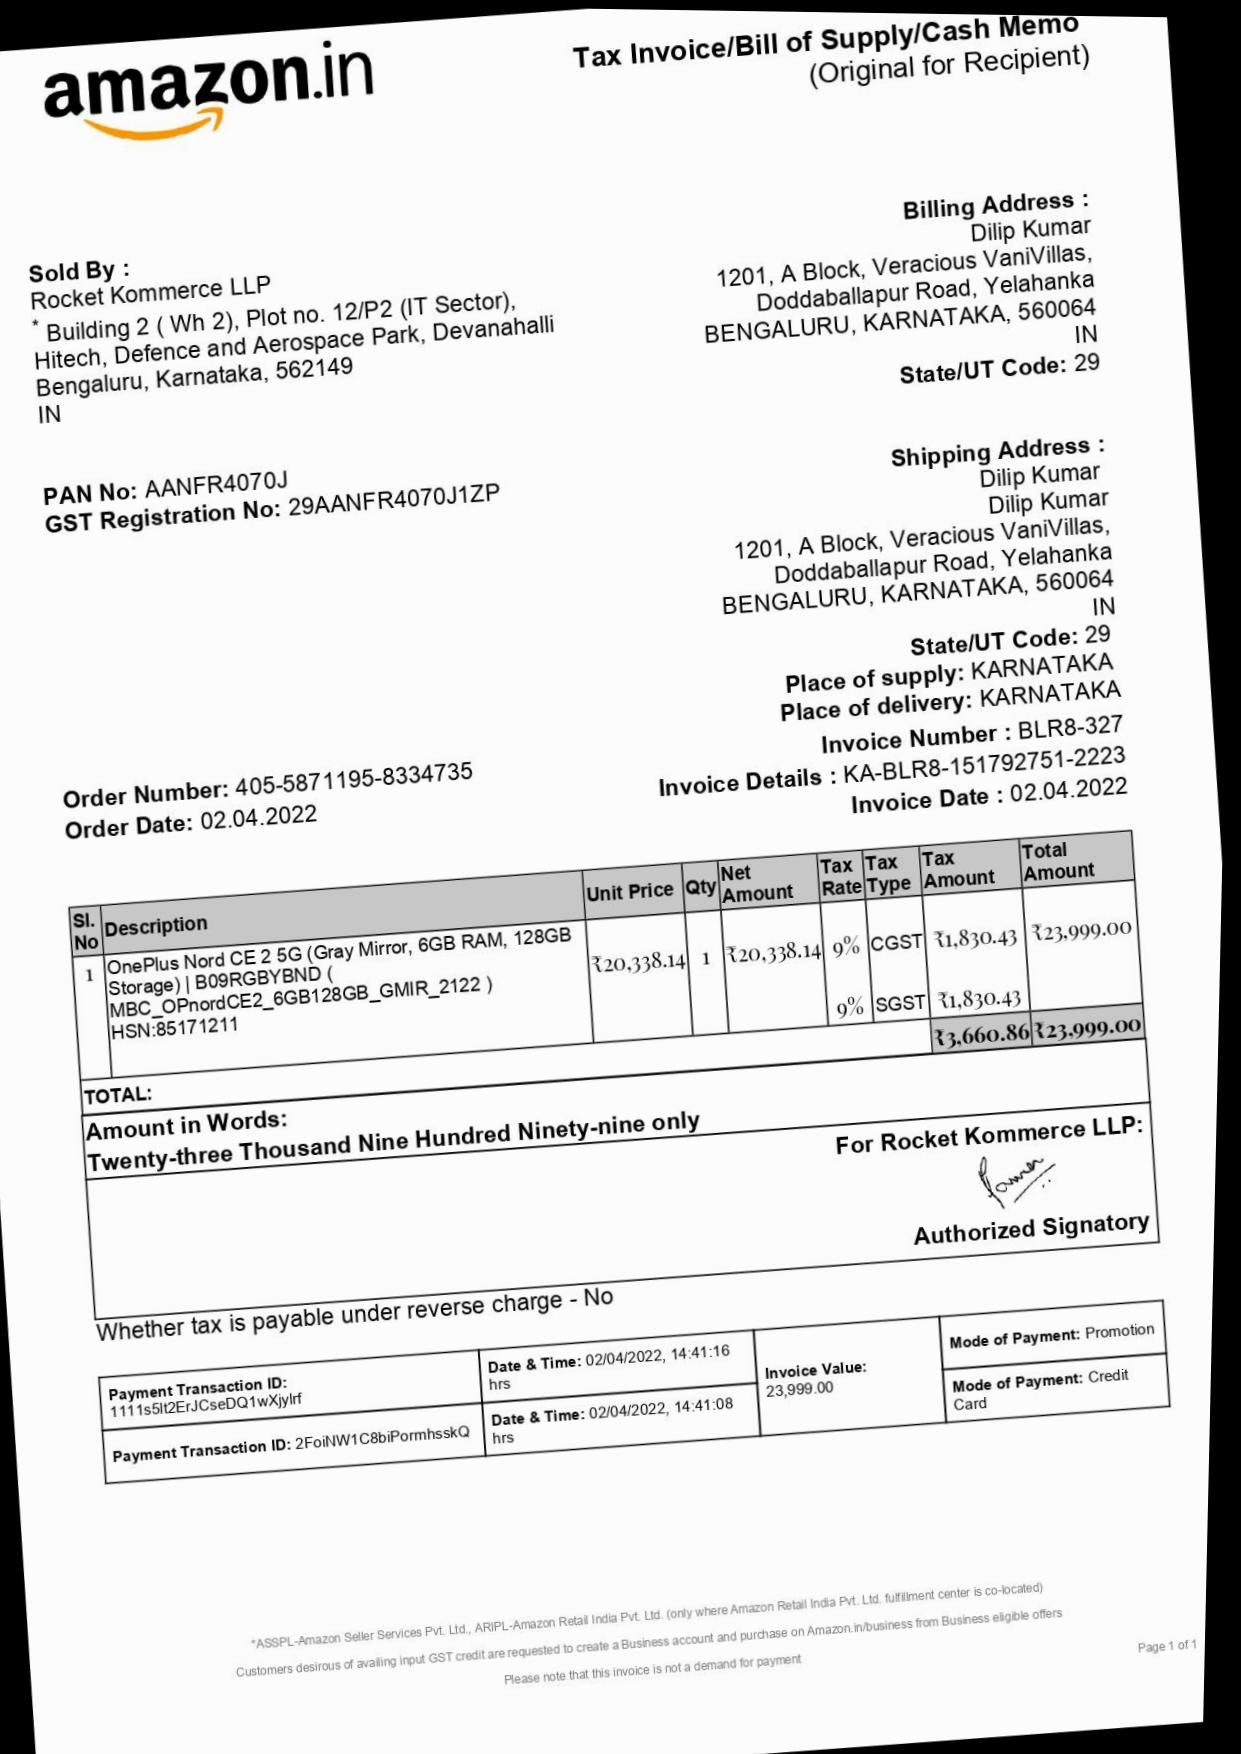 amazon.in
Tax Invoice/Bill of Supply/Cash Memo
(Original for Recipient)
Sold By :
Rocket Kommerce LLP
* Building 2 ( Wh 2), Plot no. 12/P2 (IT Sector),
Hitech, Defence and Aerospace Park, Devanahalli
Bengaluru, Karnataka, 562149
IN
PAN No: AANFR4070J
GST Registration No: 29AANFR4070J1ZP
Billing Address :
Dilip Kumar
1201, A Block, Veracious VaniVillas,
Doddaballapur Road, Yelahanka
BENGALURU, KARNATAKA, 560064
IN
State/UT Code: 29
Shipping Address :
Dilip Kumar
Dilip Kumar
1201, A Block, Veracious VaniVillas,
Doddaballapur Road, Yelahanka
BENGALURU, KARNATAKA, 560064
IN
State/UT Code: 29
Place of supply: KARNATAKA
Place of delivery: KARNATAKA
Order Number: 405-5871195-8334735
Order Date: 02.04.2022
Invoice Number : BLR8-327
Invoice Details : KA-BLR8-151792751-2223
Invoice Date : 02.04.2022
Sl. No Description Unit Price Qty Net Amount Tax Rate Tax Type Tax Amount Total Amount
1 OnePlus Nord CE 2 5G (Gray Mirror, 6GB RAM, 128GB
Storage) | B09RGBYBND (
MBC_OPnordCE2_6GB128GB_GMIR_2122 )
HSN:85171211
₹20,338.14 1 ₹20,338.14 9% CGST ₹1,830.43 ₹23,999.00
9% SGST ₹1,830.43
TOTAL: ₹3,660.86 ₹23,999.00
Amount in Words:
Twenty-three Thousand Nine Hundred Ninety-nine only
For Rocket Kommerce LLP:
Authorized Signatory
Whether tax is payable under reverse charge - No
Payment Transaction ID:
1111s5lt2ErJCseDQ1wXjylrf
Date & Time: 02/04/2022, 14:41:16
hrs
Invoice Value:
23,999.00
Mode of Payment: Promotion
Payment Transaction ID: 2FoiNW1C8biPormhsskQ
Date & Time: 02/04/2022, 14:41:08
hrs
Mode of Payment: Credit
Card
*ASSPL-Amazon Seller Services Pvt. Ltd., ARIPL-Amazon Retail India Pvt. Ltd. (only where Amazon Retail India Pvt. Ltd. fulfillment center is co-located)
Customers desirous of availing input GST credit are requested to create a Business account and purchase on Amazon.in/business from Business eligible offers
Please note that this invoice is not a demand for payment
Page 1 of 1